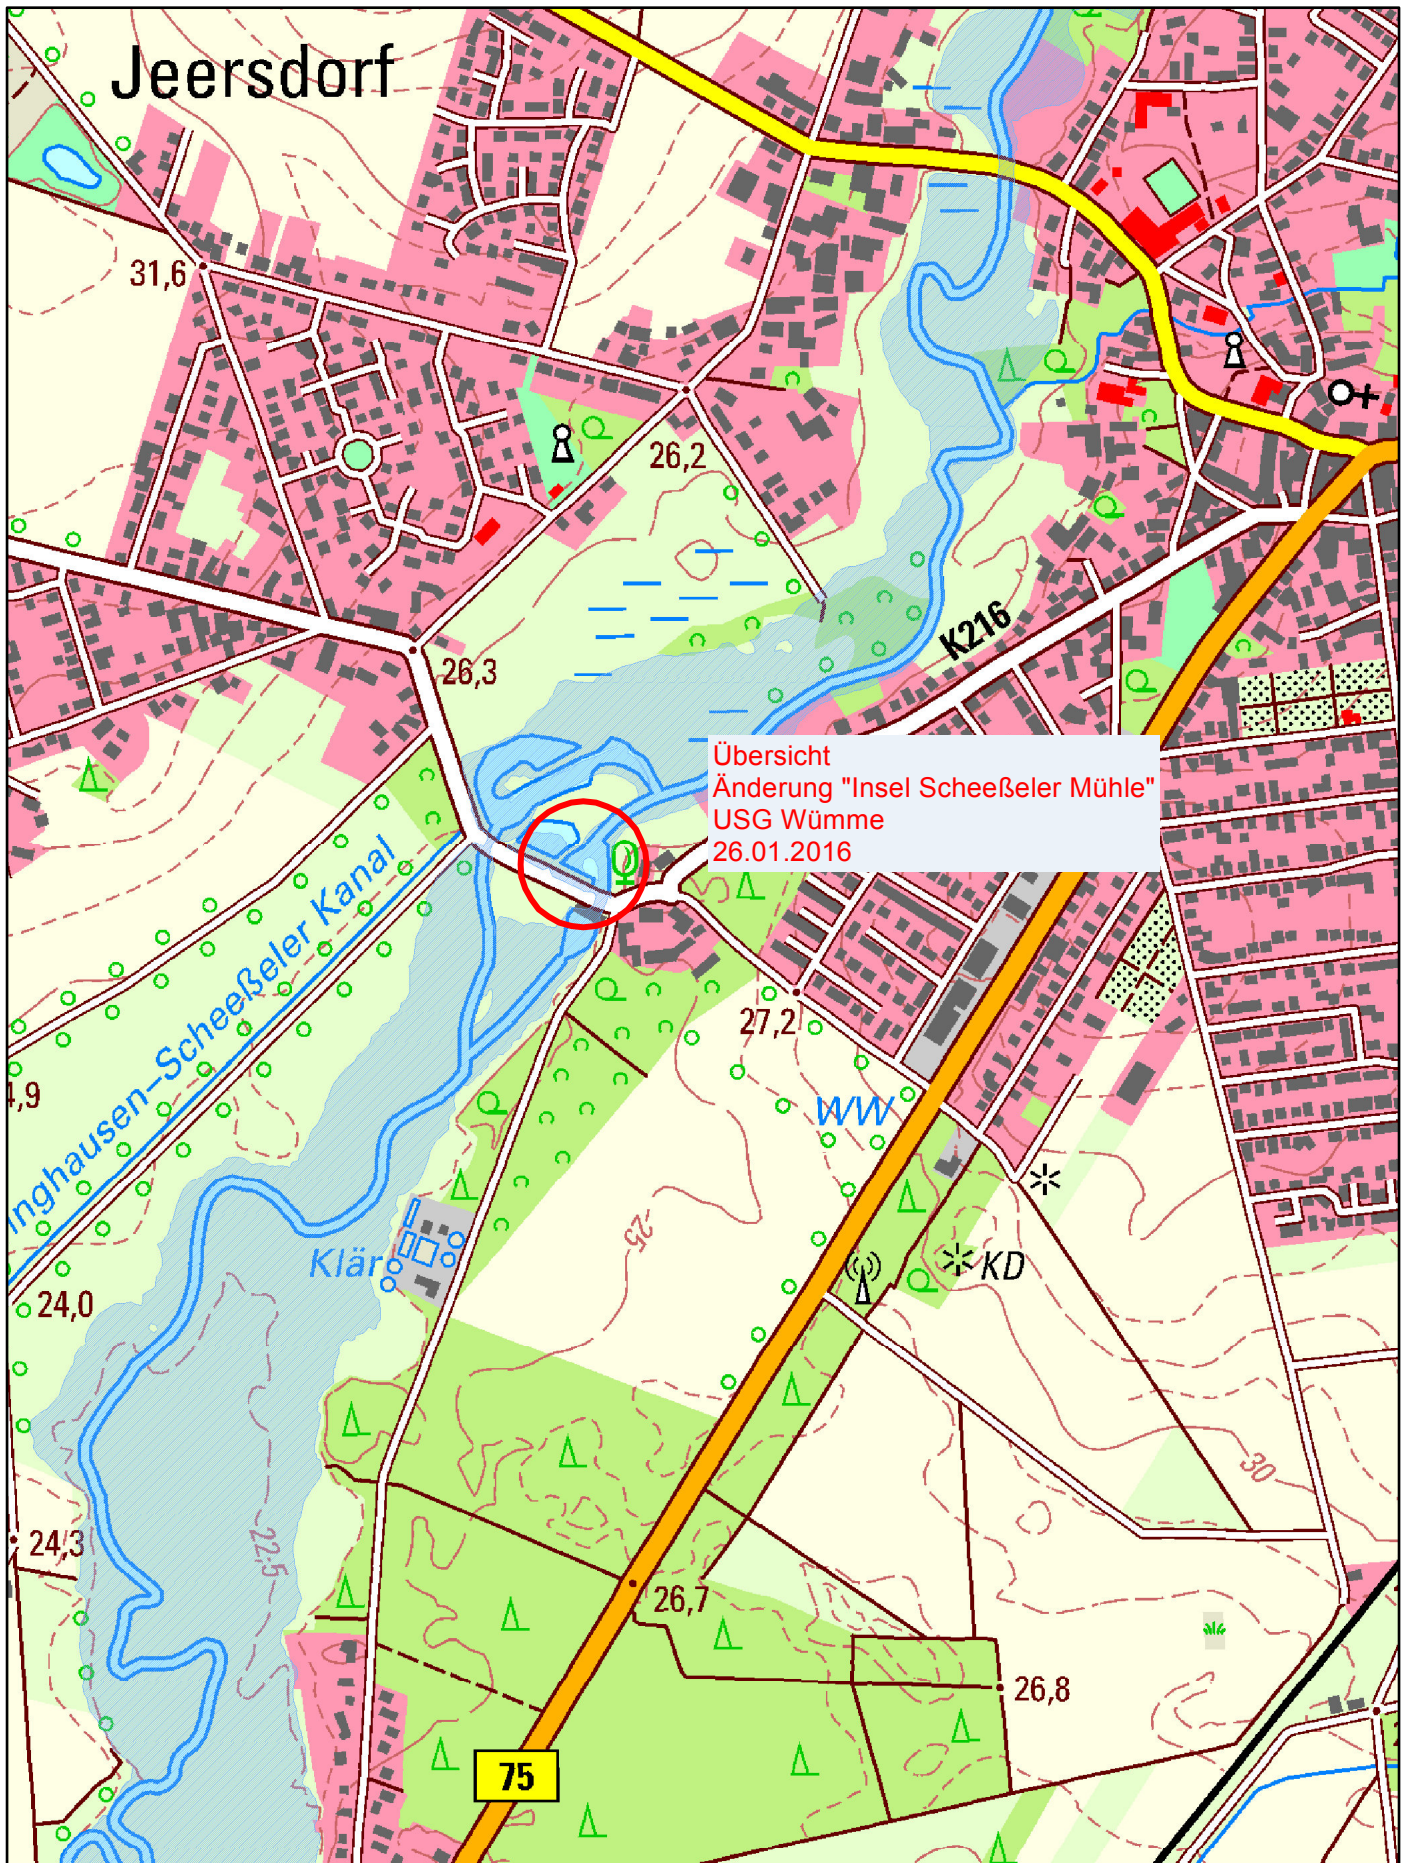 Jeersdorf
31,6
26,2
26,3
K216
Übersicht
Änderung "Insel Scheeßeler Mühle"
USG Wümme
26.01.2016
inghausen-Scheeßeler Kanal
27,2
4,9
WW
25
Klär
KD
24,0
30
24,3
22,5
26,7
26,8
75